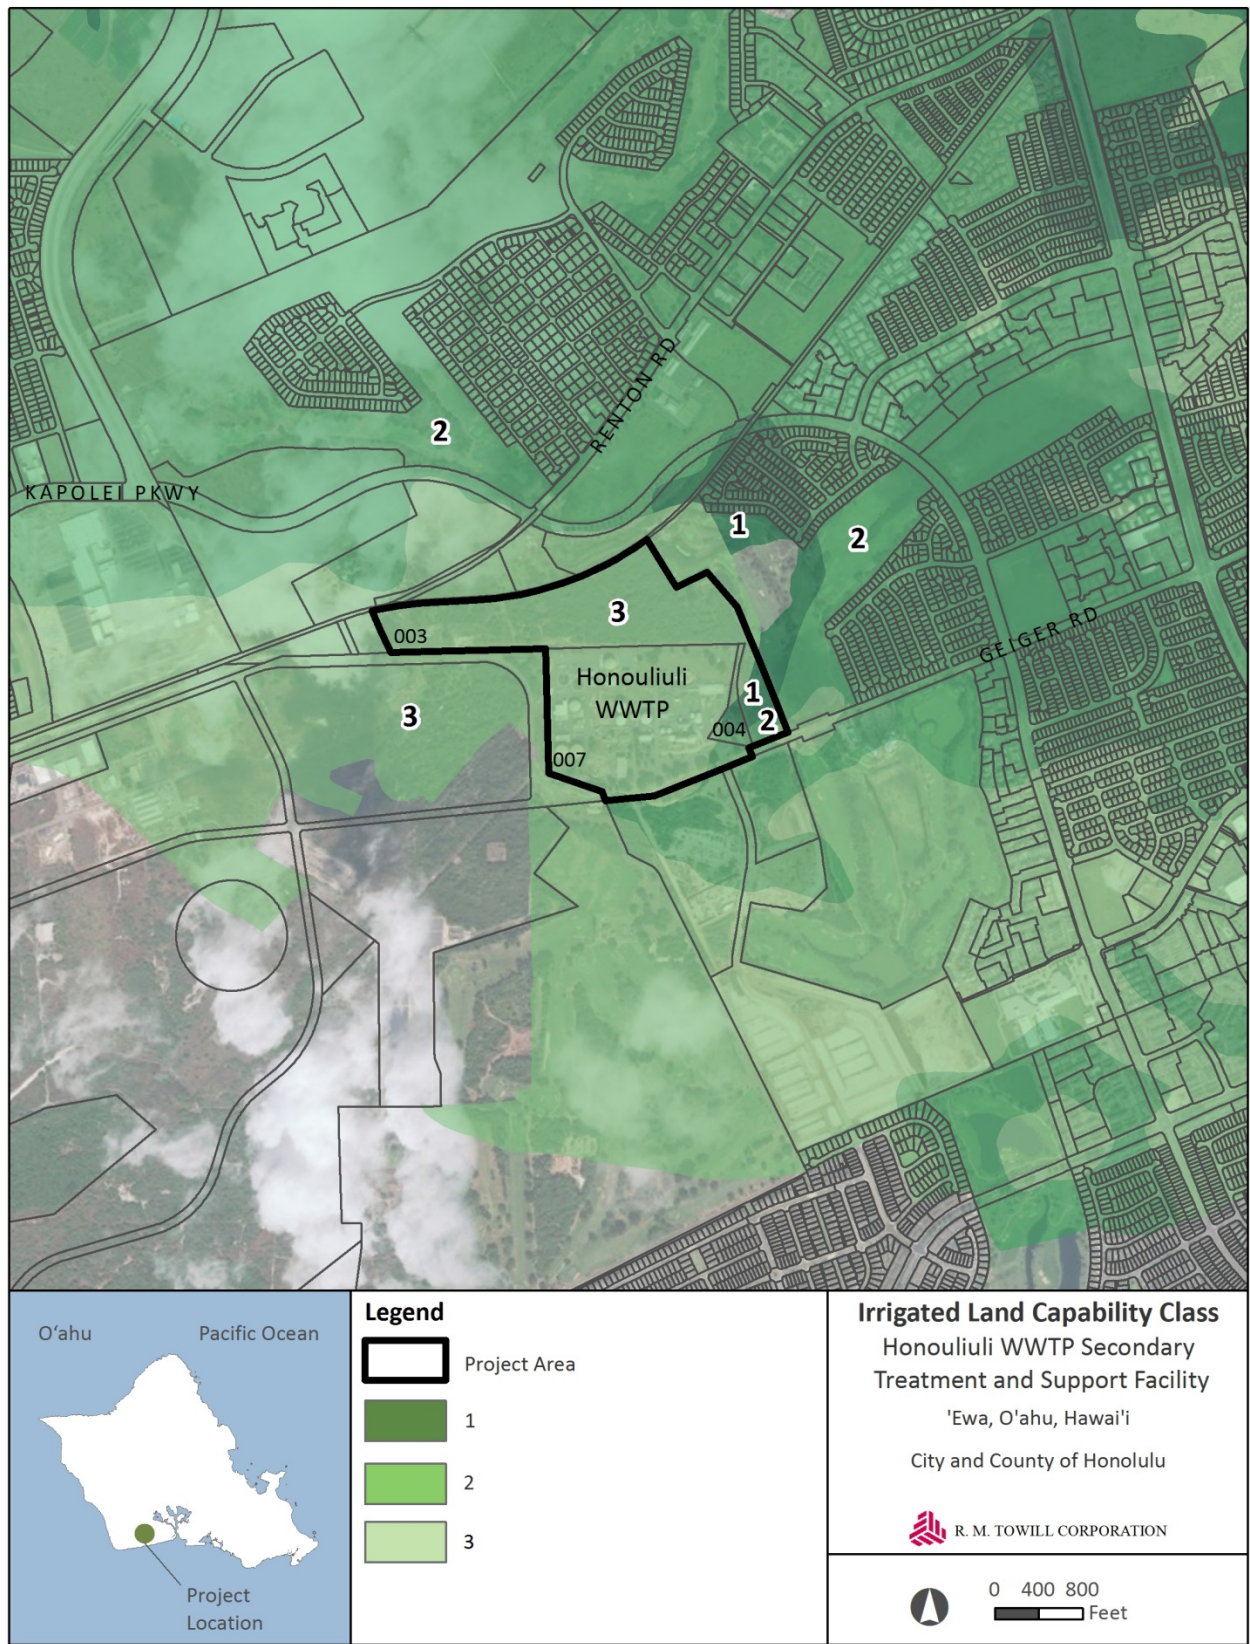 RENTON RD
2
KAPOLEI PKWY
1
2
3
003
GEIGER RD
Honouliuli
WWTP
1
3
2
004
007
O‘ahu
Pacific Ocean
Project
Location
Legend
Project Area
1
2
3
Irrigated Land Capability Class
Honouliuli WWTP Secondary
Treatment and Support Facility
'Ewa, O'ahu, Hawai'i
City and County of Honolulu
R. M. TOWILL CORPORATION
0 400 800
Feet